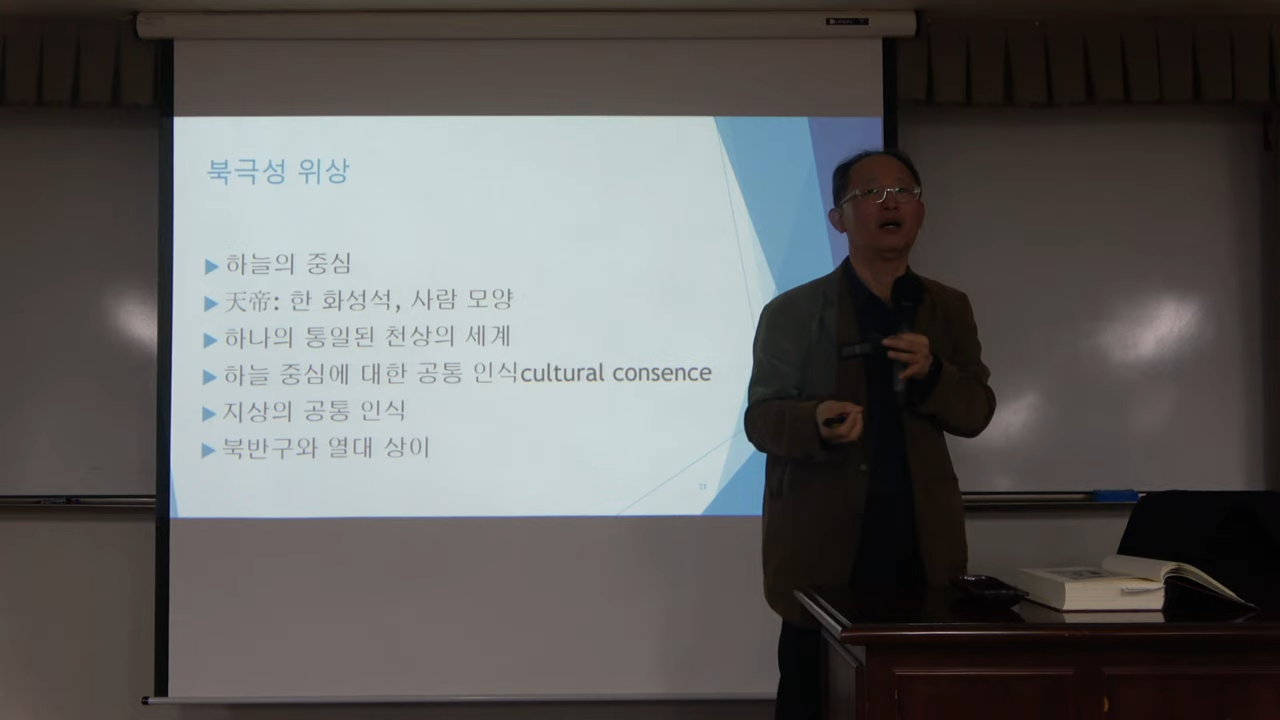 북극성 위상
하늘의 중심
天帝: 한 화성석, 사람 모양
하나의 통일된 천상의 세계
하늘 중심에 대한 공통 인식cultural consence
지상의 공통 인식
북반구와 열대 상이
23